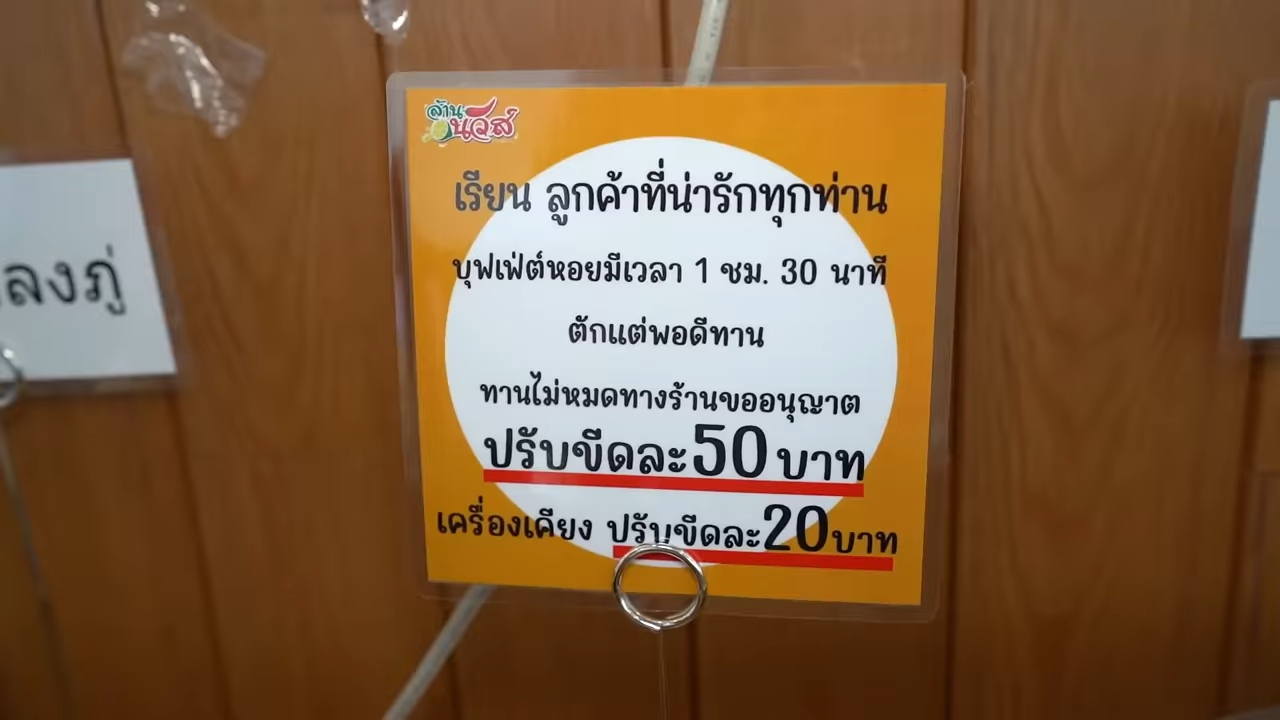 ล้าน
นวัส
เรียน ลูกค้าที่น่ารักทุกท่าน
บุฟเฟ่ต์หอยมีเวลา 1 ชม. 30 นาที
ตักแต่พอดีทาน
ทานไม่หมดทางร้านขออนุญาต
ปรับขีดละ50 บาท
เครื่องเคียง ปรับขีดละ20บาท
ลงภู่